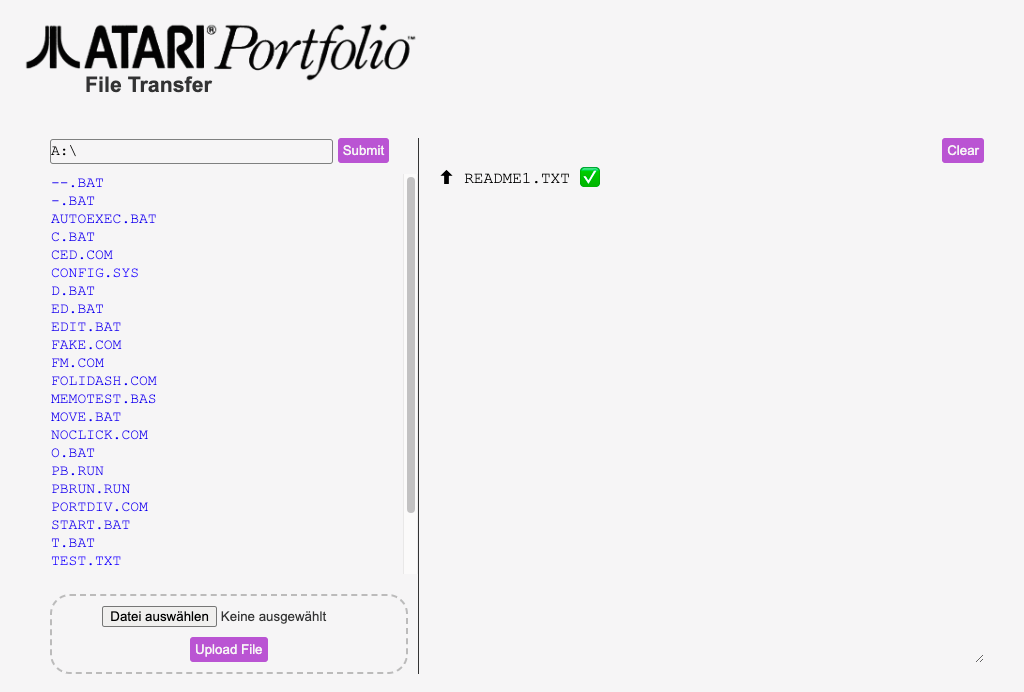 ATARI® Portfolio™
File Transfer
A:\ Submit
Clear
--.BAT
-.BAT
AUTOEXEC.BAT
C.BAT
CED.COM
CONFIG.SYS
D.BAT
ED.BAT
EDIT.BAT
FAKE.COM
FM.COM
FOLIDASH.COM
MEMOTEST.BAS
MOVE.BAT
NOCLICK.COM
O.BAT
PB.RUN
PBRUN.RUN
PORTDIV.COM
START.BAT
T.BAT
TEST.TXT
Datei auswählen Keine ausgewählt
Upload File
⬆ README1.TXT ✅